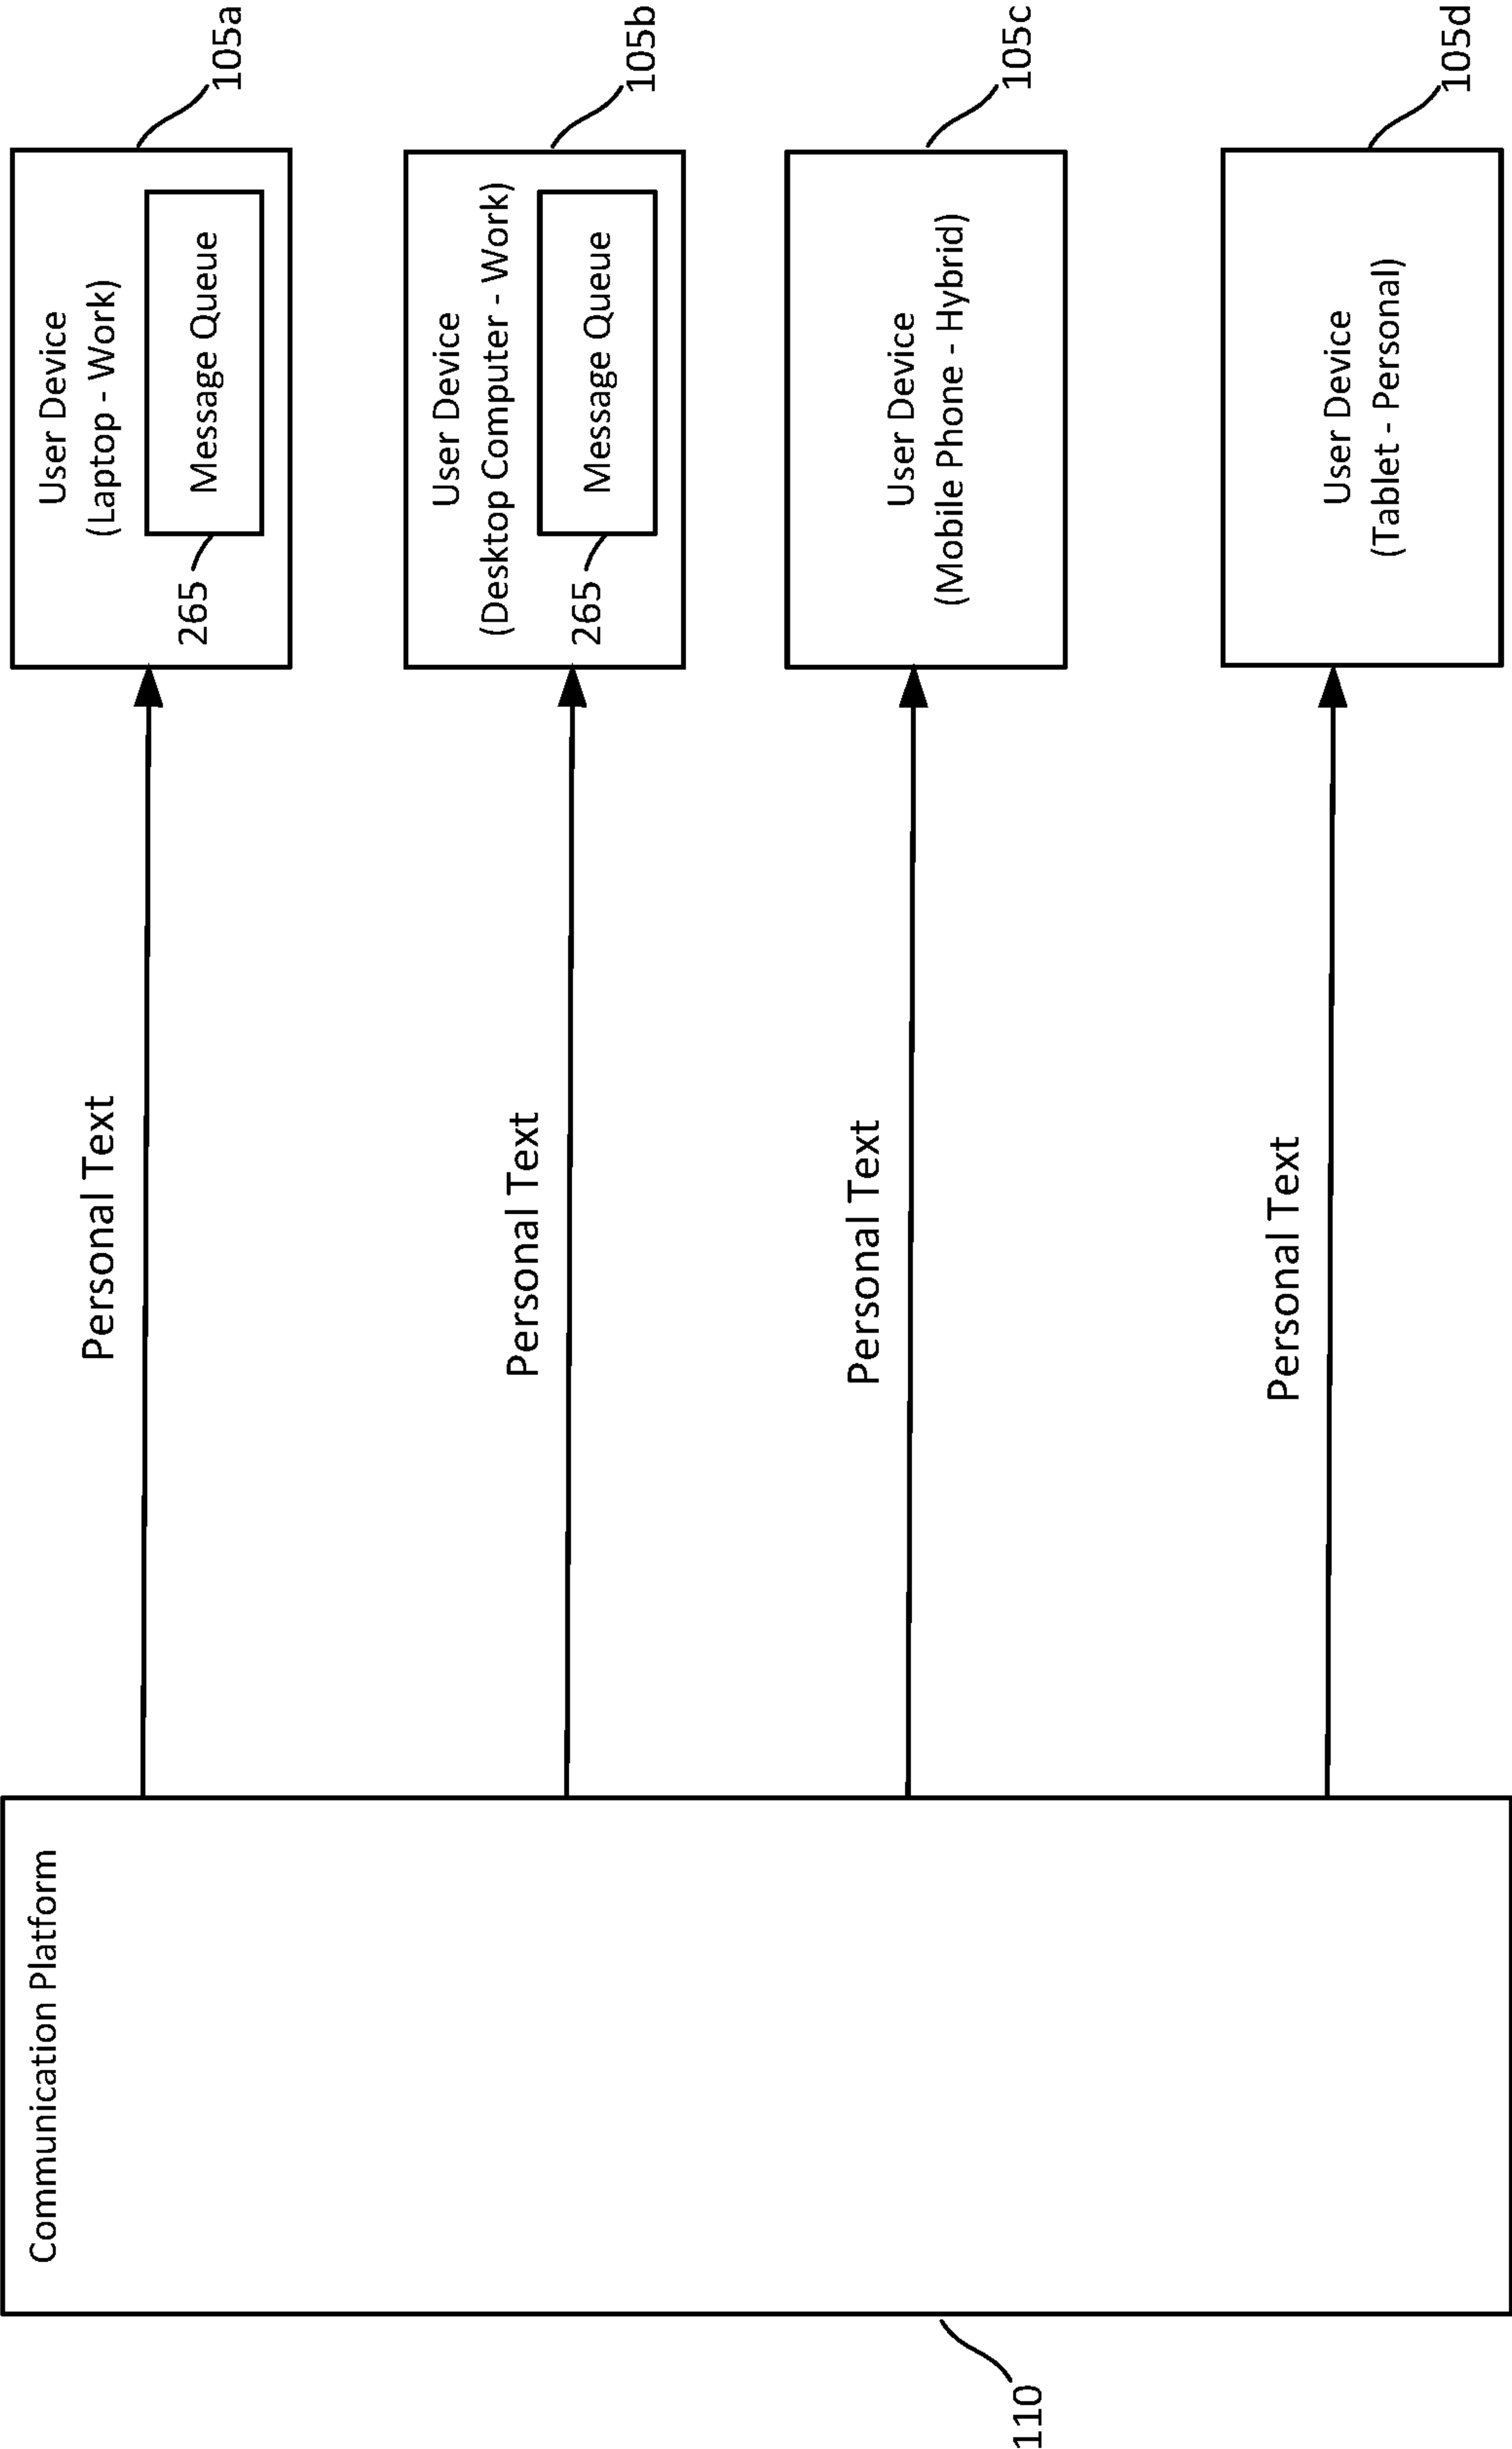 Communication Platform
110
Personal Text
User Device
(Laptop - Work)
Message Queue
265
105a
Personal Text
User Device
(Desktop Computer - Work)
Message Queue
265
105b
Personal Text
User Device
(Mobile Phone - Hybrid)
105c
Personal Text
User Device
(Tablet - Personal)
105d